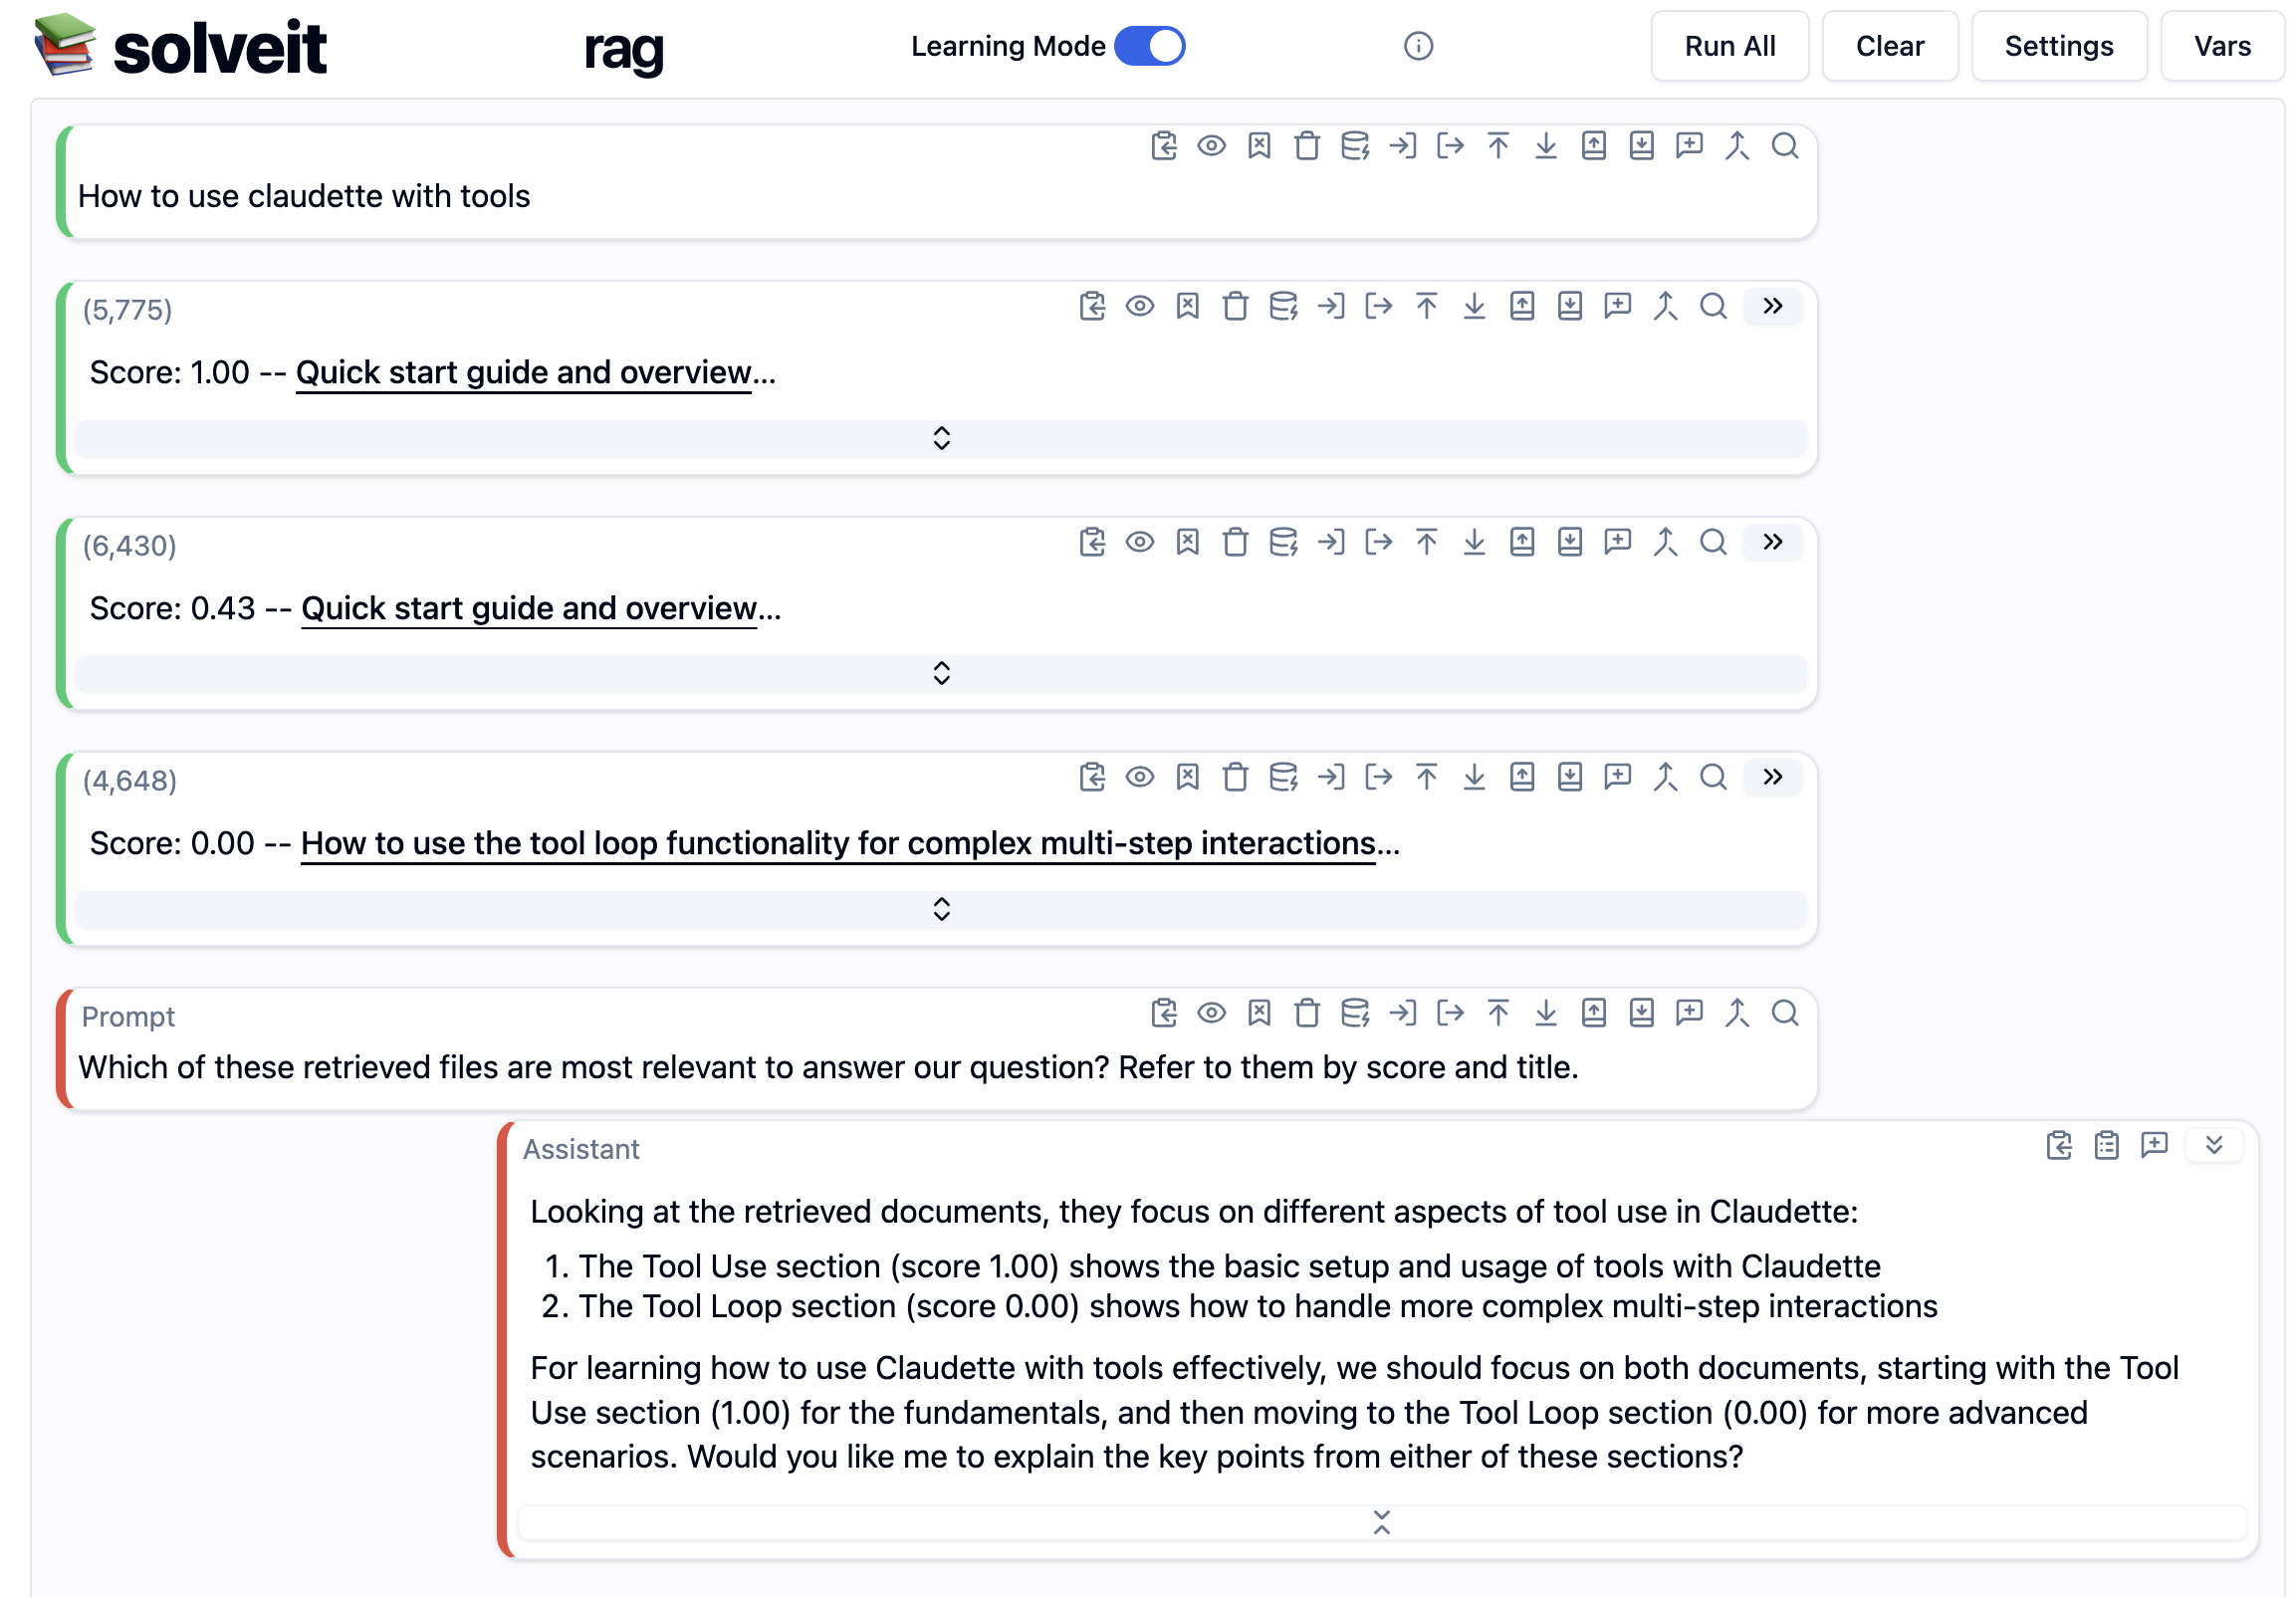 solveit
rag
Learning Mode
Run All
Clear
Settings
Vars
How to use claudette with tools
(5,775)
Score: 1.00 -- Quick start guide and overview...
(6,430)
Score: 0.43 -- Quick start guide and overview...
(4,648)
Score: 0.00 -- How to use the tool loop functionality for complex multi-step interactions...
Prompt
Which of these retrieved files are most relevant to answer our question? Refer to them by score and title.
Assistant
Looking at the retrieved documents, they focus on different aspects of tool use in Claudette:
1. The Tool Use section (score 1.00) shows the basic setup and usage of tools with Claudette
2. The Tool Loop section (score 0.00) shows how to handle more complex multi-step interactions
For learning how to use Claudette with tools effectively, we should focus on both documents, starting with the Tool
Use section (1.00) for the fundamentals, and then moving to the Tool Loop section (0.00) for more advanced
scenarios. Would you like me to explain the key points from either of these sections?